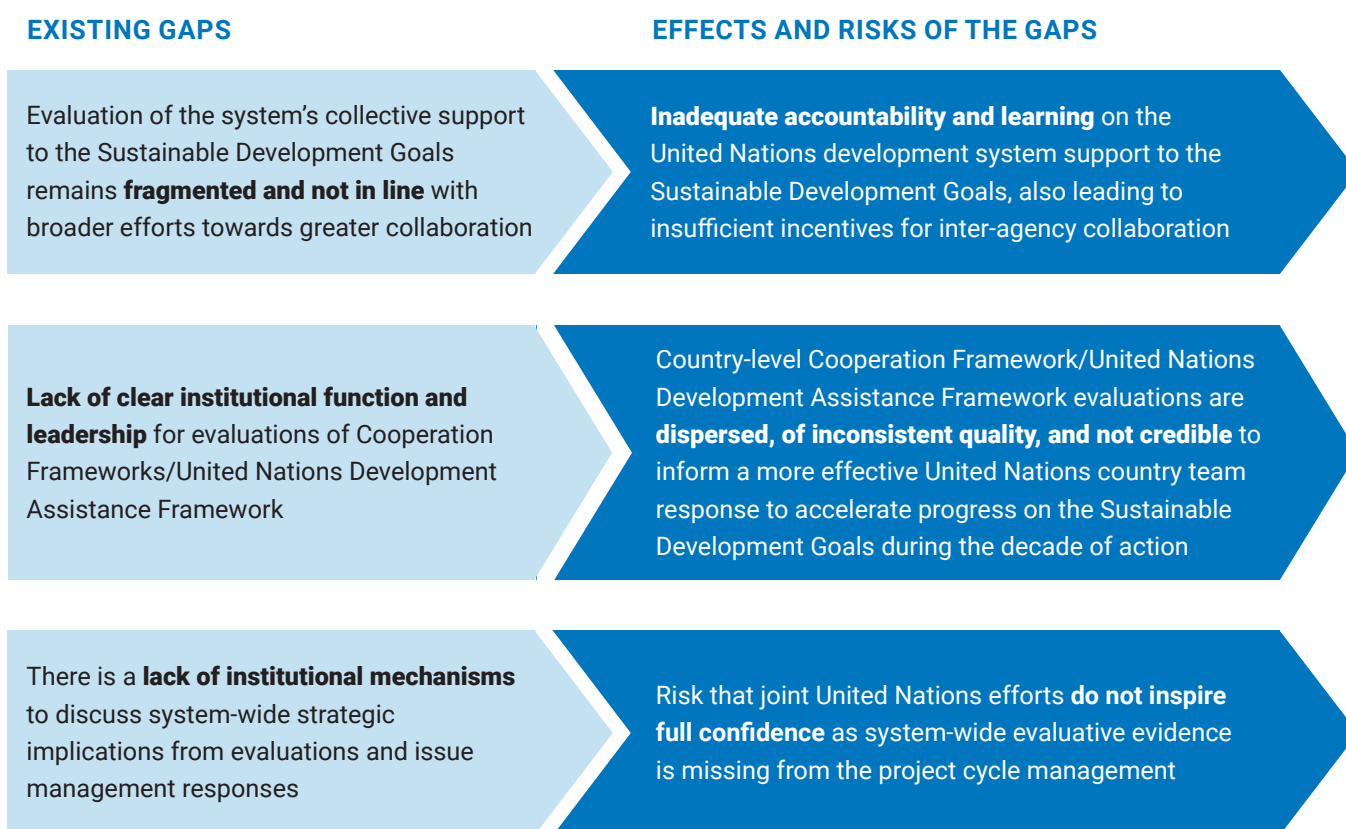 EXISTING GAPS
EFFECTS AND RISKS OF THE GAPS
Evaluation of the system’s collective support
to the Sustainable Development Goals
remains fragmented and not in line with
broader efforts towards greater collaboration
Inadequate accountability and learning on the
United Nations development system support to the
Sustainable Development Goals, also leading to
insufficient incentives for inter-agency collaboration
Lack of clear institutional function and
leadership for evaluations of Cooperation
Frameworks/United Nations Development
Assistance Framework
Country-level Cooperation Framework/United Nations
Development Assistance Framework evaluations are
dispersed, of inconsistent quality, and not credible to
inform a more effective United Nations country team
response to accelerate progress on the Sustainable
Development Goals during the decade of action
There is a lack of institutional mechanisms
to discuss system-wide strategic
implications from evaluations and issue
management responses
Risk that joint United Nations efforts do not inspire
full confidence as system-wide evaluative evidence
is missing from the project cycle management